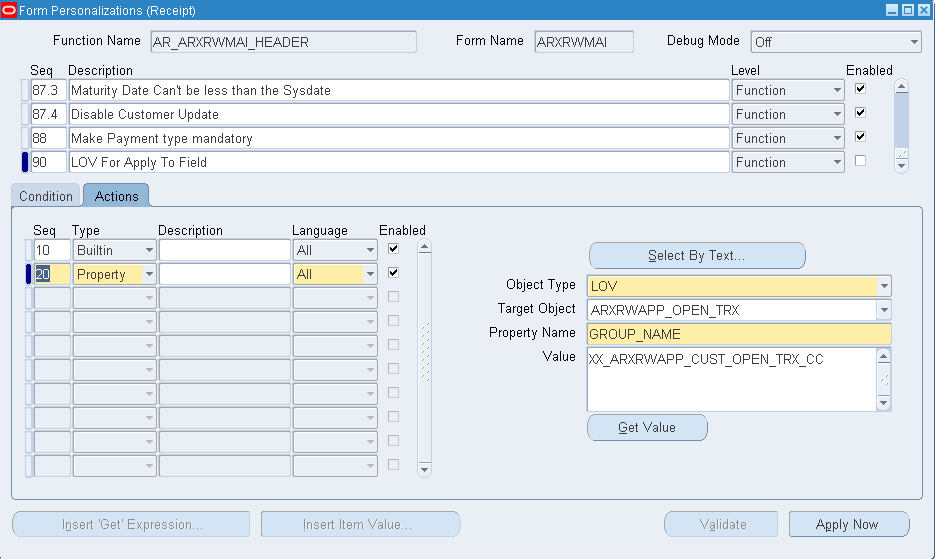 Form Personalizations (Receipt)
Function Name AR_ARXRWMAI_HEADER Form Name ARXRWMAI Debug Mode Off
Seq Description Level Enabled
87.3 Maturity Date Can't be less than the Sysdate Function
87.4 Disable Customer Update Function
88 Make Payment type mandatory Function
90 LOV For Apply To Field Function
Condition Actions
Seq Type Description Language Enabled
10 Builtin All
20 Property All
Select By Text...
Object Type LOV
Target Object ARXRWAPP_OPEN_TRX
Property Name GROUP_NAME
Value XX_ARXRWAPP_CUST_OPEN_TRX_CC
Get Value
Insert 'Get' Expression... Insert Item Value... Validate Apply Now